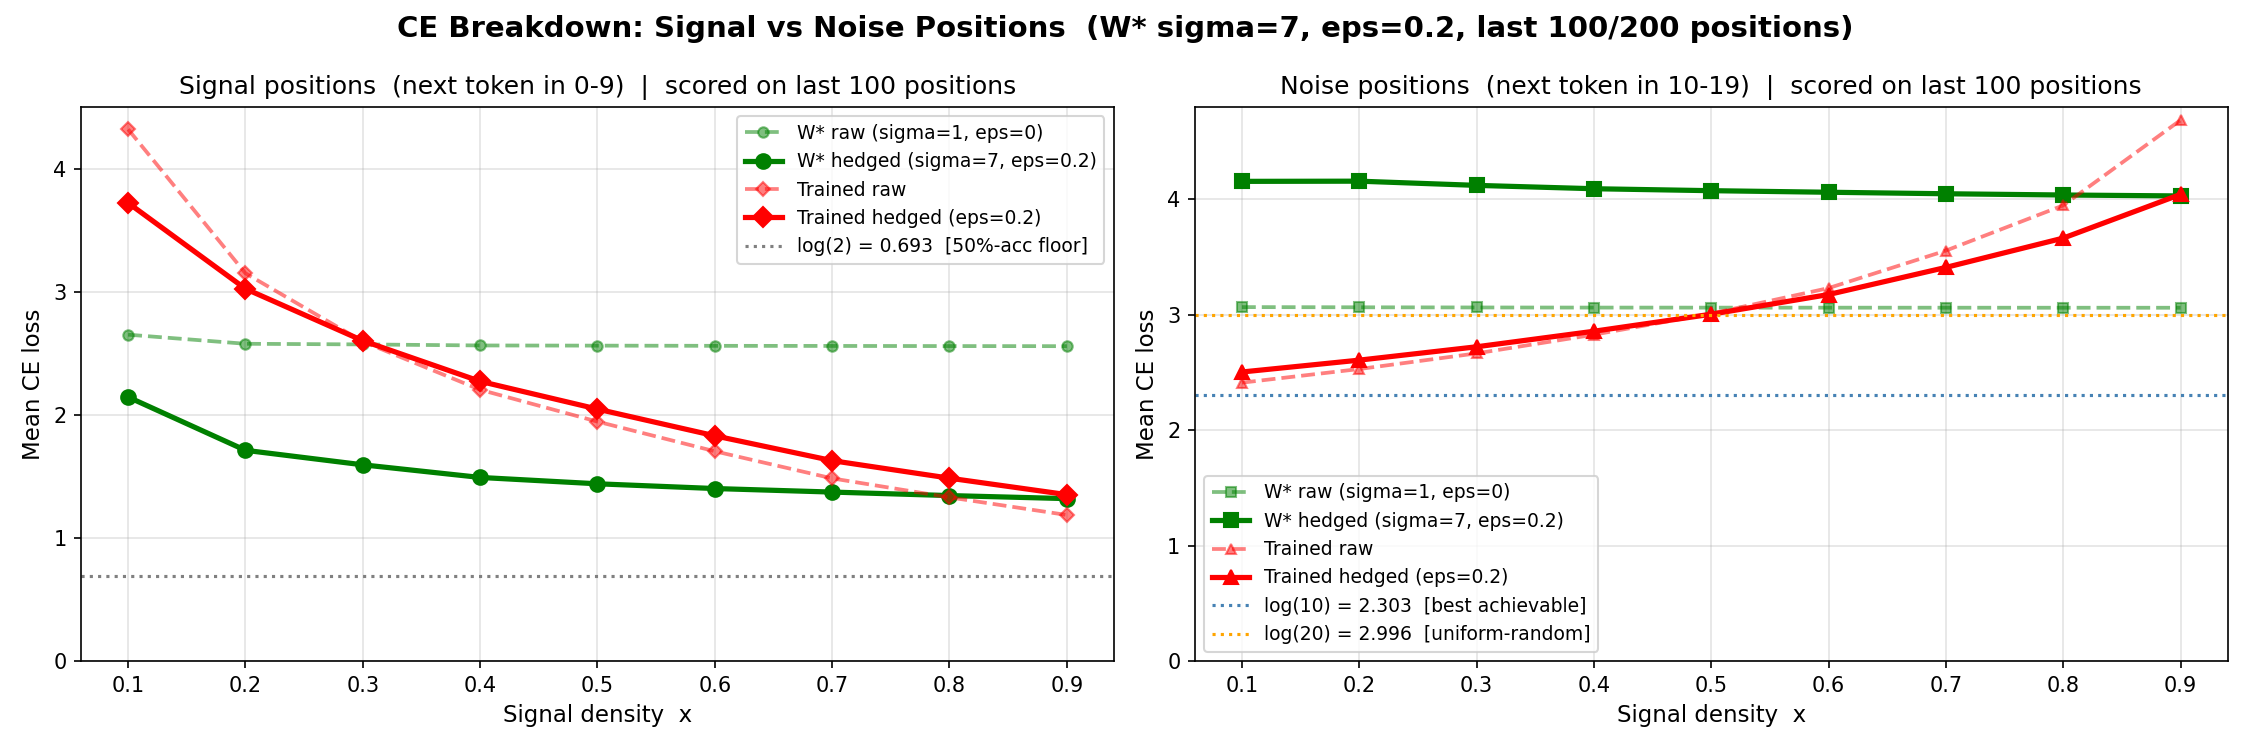 CE Breakdown: Signal vs Noise Positions  (W* sigma=7, eps=0.2, last 100/200 positions)
Signal positions  (next token in 0-9)  |  scored on last 100 positions
Mean CE loss
4
3
2
1
0
W* raw (sigma=1, eps=0)
W* hedged (sigma=7, eps=0.2)
Trained raw
Trained hedged (eps=0.2)
log(2) = 0.693  [50%-acc floor]
0.1 0.2 0.3 0.4 0.5 0.6 0.7 0.8 0.9
Signal density  x
Noise positions  (next token in 10-19)  |  scored on last 100 positions
Mean CE loss
4
3
2
1
0
W* raw (sigma=1, eps=0)
W* hedged (sigma=7, eps=0.2)
Trained raw
Trained hedged (eps=0.2)
log(10) = 2.303  [best achievable]
log(20) = 2.996  [uniform-random]
0.1 0.2 0.3 0.4 0.5 0.6 0.7 0.8 0.9
Signal density  x